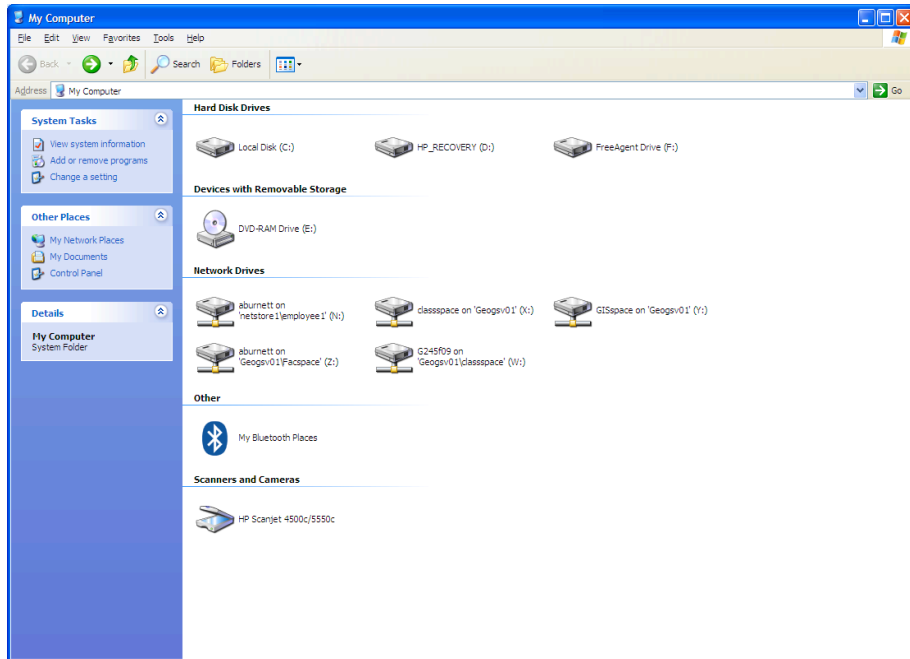 My Computer
File Edit View Favorites Tools Help
Back Search Folders
Address My Computer Go
System Tasks
View system information
Add or remove programs
Change a setting
Other Places
My Network Places
My Documents
Control Panel
Details
My Computer
System Folder
Hard Disk Drives
Local Disk (C:)
HP_RECOVERY (D:)
FreeAgent Drive (F:)
Devices with Removable Storage
DVD-RAM Drive (E:)
Network Drives
aburnett on
'netstore1\employee1' (N:)
classspace on 'Geogsv01' (X:)
GISspace on 'Geogsv01' (Y:)
aburnett on
'Geogsv01\Facspace' (Z:)
G245f09 on
'Geogsv01\classspace' (W:)
Other
My Bluetooth Places
Scanners and Cameras
HP Scanjet 4500c/5550c